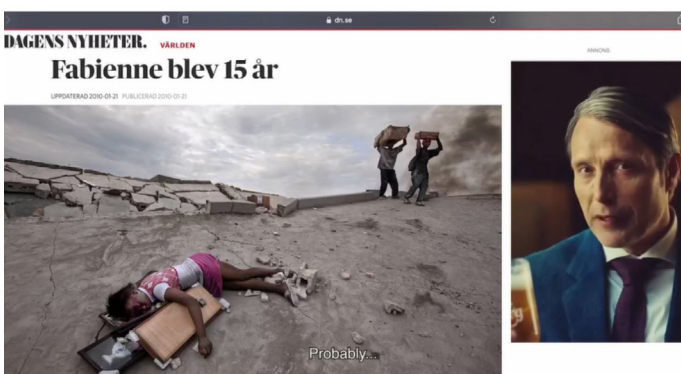 dn.se
DAGENS NYHETER.
VÄRLDEN
Fabienne blev 15 år
UPPDATERAD 2010-01-21 PUBLICERAD 2010-01-21
ANNONS:
Probably...